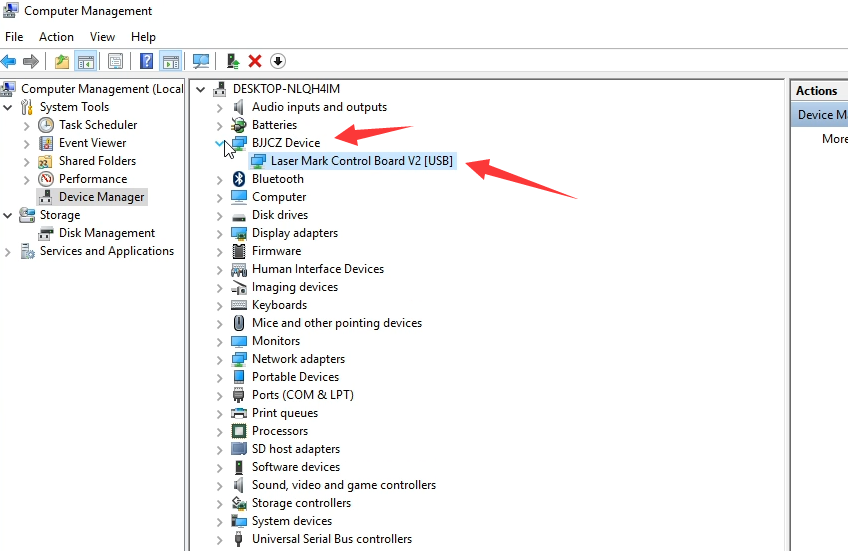 Computer Management
File Action View Help
Computer Management (Local
System Tools
Task Scheduler
Event Viewer
Shared Folders
Performance
Device Manager
Storage
Disk Management
Services and Applications
DESKTOP-NLQH4IM
Audio inputs and outputs
Batteries
BJJCZ Device
Laser Mark Control Board V2 [USB]
Bluetooth
Computer
Disk drives
Display adapters
Firmware
Human Interface Devices
Imaging devices
Keyboards
Mice and other pointing devices
Monitors
Network adapters
Portable Devices
Ports (COM & LPT)
Print queues
Processors
SD host adapters
Software devices
Sound, video and game controllers
Storage controllers
System devices
Universal Serial Bus controllers
Actions
Device M
More